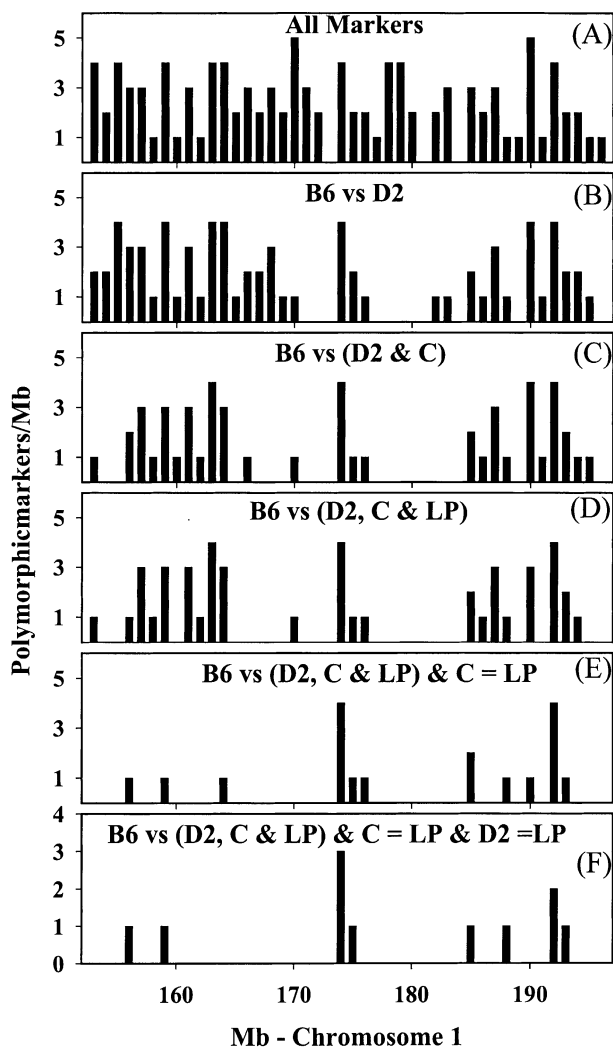 All Markers
(A)
5
3
1
B6 vs D2
(B)
5
3
1
B6 vs (D2 & C)
(C)
5
3
1
B6 vs (D2, C & LP)
(D)
5
3
1
B6 vs (D2, C & LP) & C = LP
(E)
5
3
1
B6 vs (D2, C & LP) & C = LP & D2 =LP
(F)
4
3
2
1
0
Polymorphicmarkers/Mb
160 170 180 190
Mb - Chromosome 1